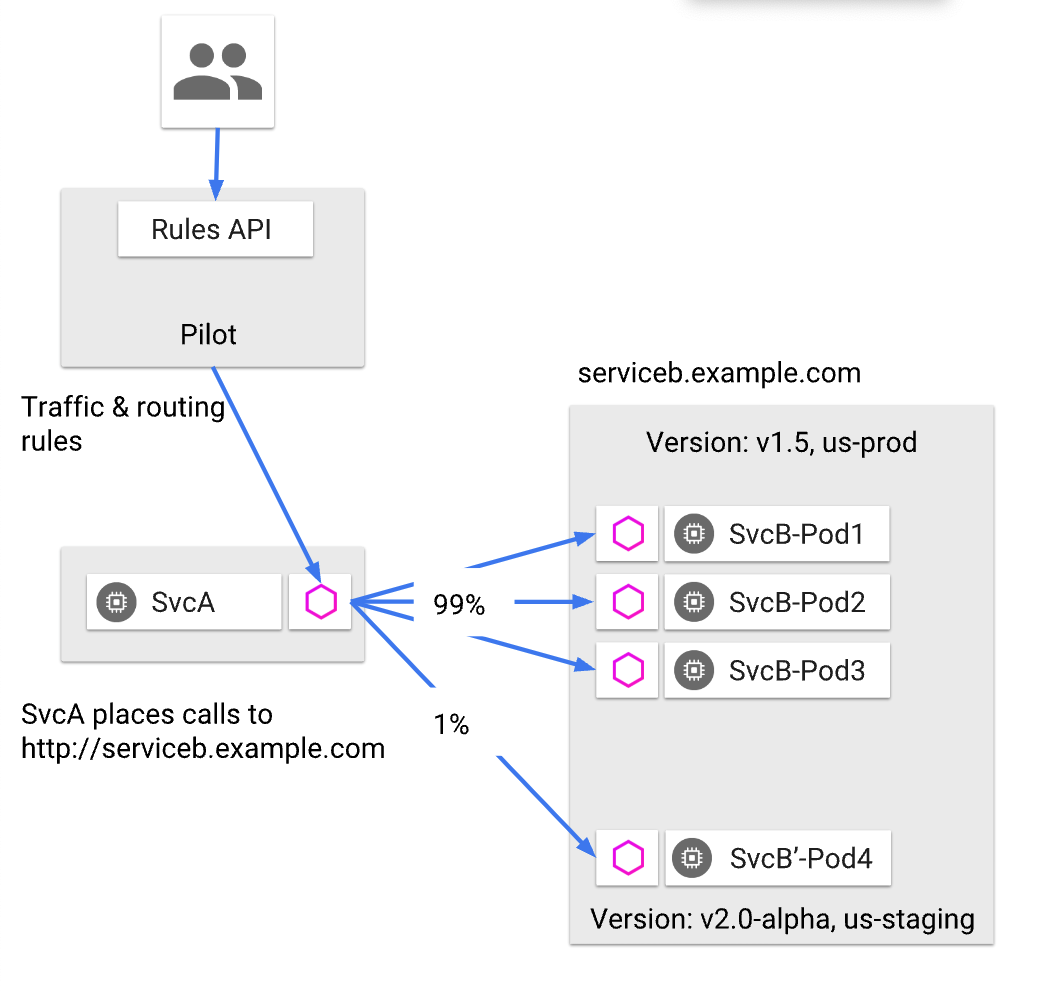 Rules API
Pilot
Traffic & routing
rules
SvcA
SvcA places calls to
http://serviceb.example.com
99%
1%
serviceb.example.com
Version: v1.5, us-prod
SvcB-Pod1
SvcB-Pod2
SvcB-Pod3
SvcB’-Pod4
Version: v2.0-alpha, us-staging